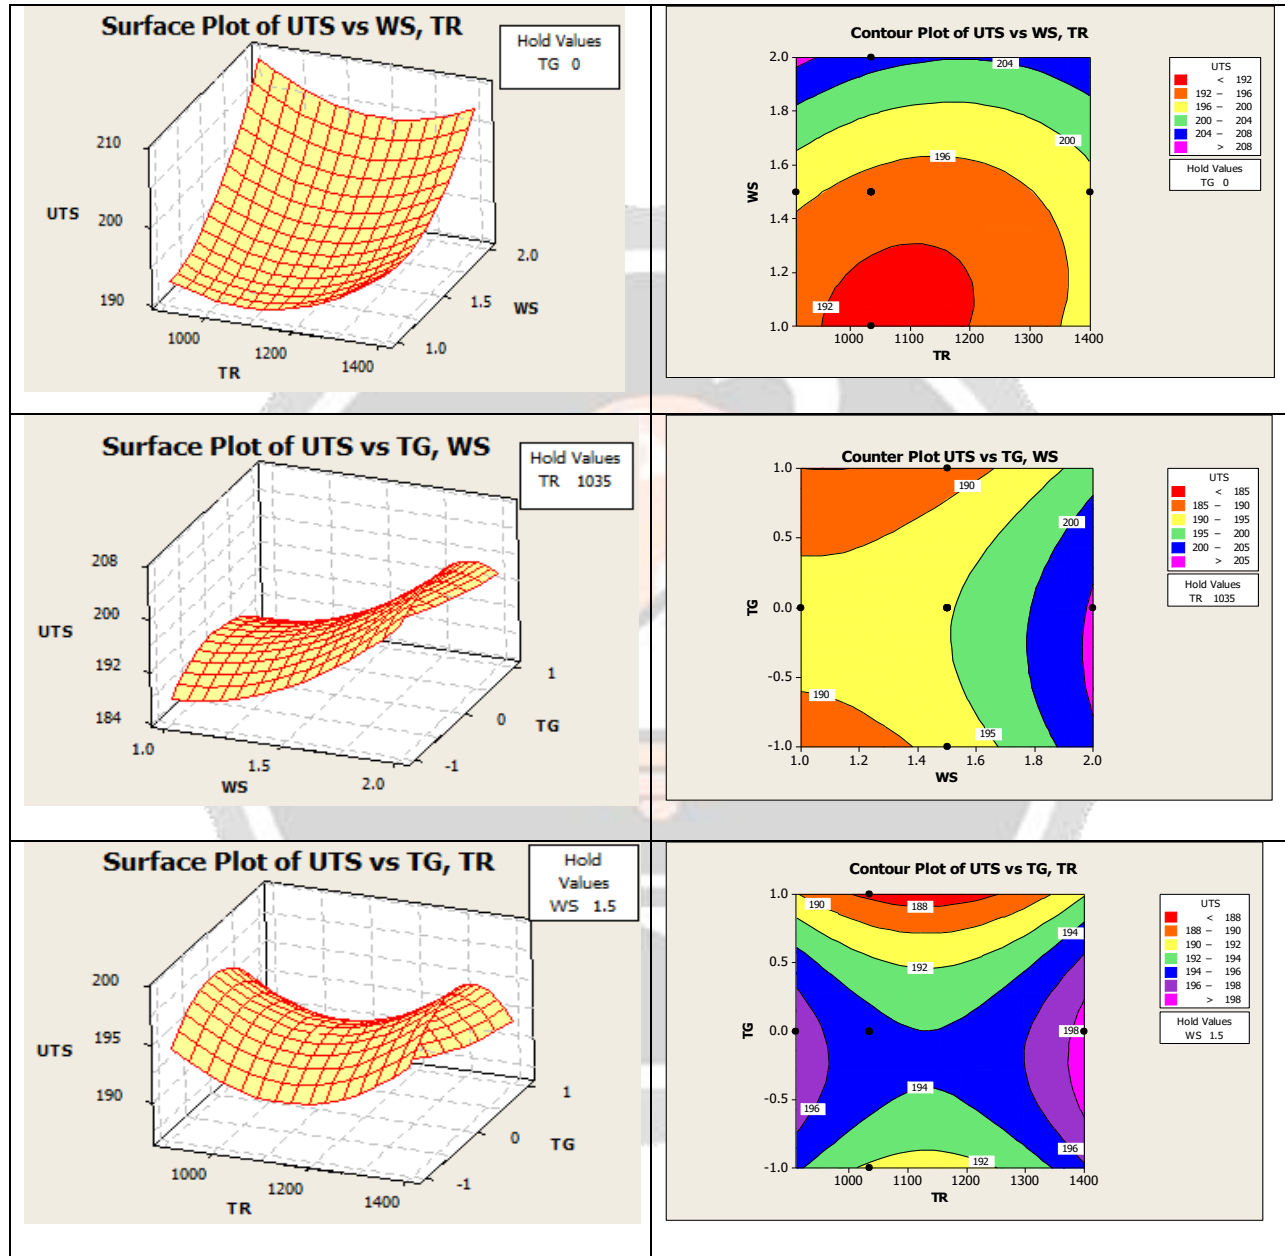 Surface Plot of UTS vs WS, TR
Hold Values
TG 0
210
200
190
UTS
1000
1200
1400
TR
1.0
1.5
2.0
WS
Contour Plot of UTS vs WS, TR
2.0
1.8
1.6
1.4
1.2
1.0
WS
204
200
196
192
1000
1100
1200
1300
1400
TR
UTS
< 192
192 – 196
196 – 200
200 – 204
204 – 208
> 208
Hold Values
TG 0
Surface Plot of UTS vs TG, WS
Hold Values
TR 1035
208
200
192
184
UTS
1.0
1.5
2.0
WS
-1
0
1
TG
Counter Plot UTS vs TG, WS
1.0
0.5
0.0
-0.5
-1.0
TG
190
200
190
195
1.0
1.2
1.4
1.6
1.8
2.0
WS
UTS
< 185
185 – 190
190 – 195
195 – 200
200 – 205
> 205
Hold Values
TR 1035
Surface Plot of UTS vs TG, TR
Hold
Values
WS 1.5
200
195
190
UTS
1000
1200
1400
TR
-1
0
1
TG
Contour Plot of UTS vs TG, TR
1.0
0.5
0.0
-0.5
-1.0
TG
190
188
194
192
198
194
196
192
196
1000
1100
1200
1300
1400
TR
UTS
< 188
188 – 190
190 – 192
192 – 194
194 – 196
196 – 198
> 198
Hold Values
WS 1.5